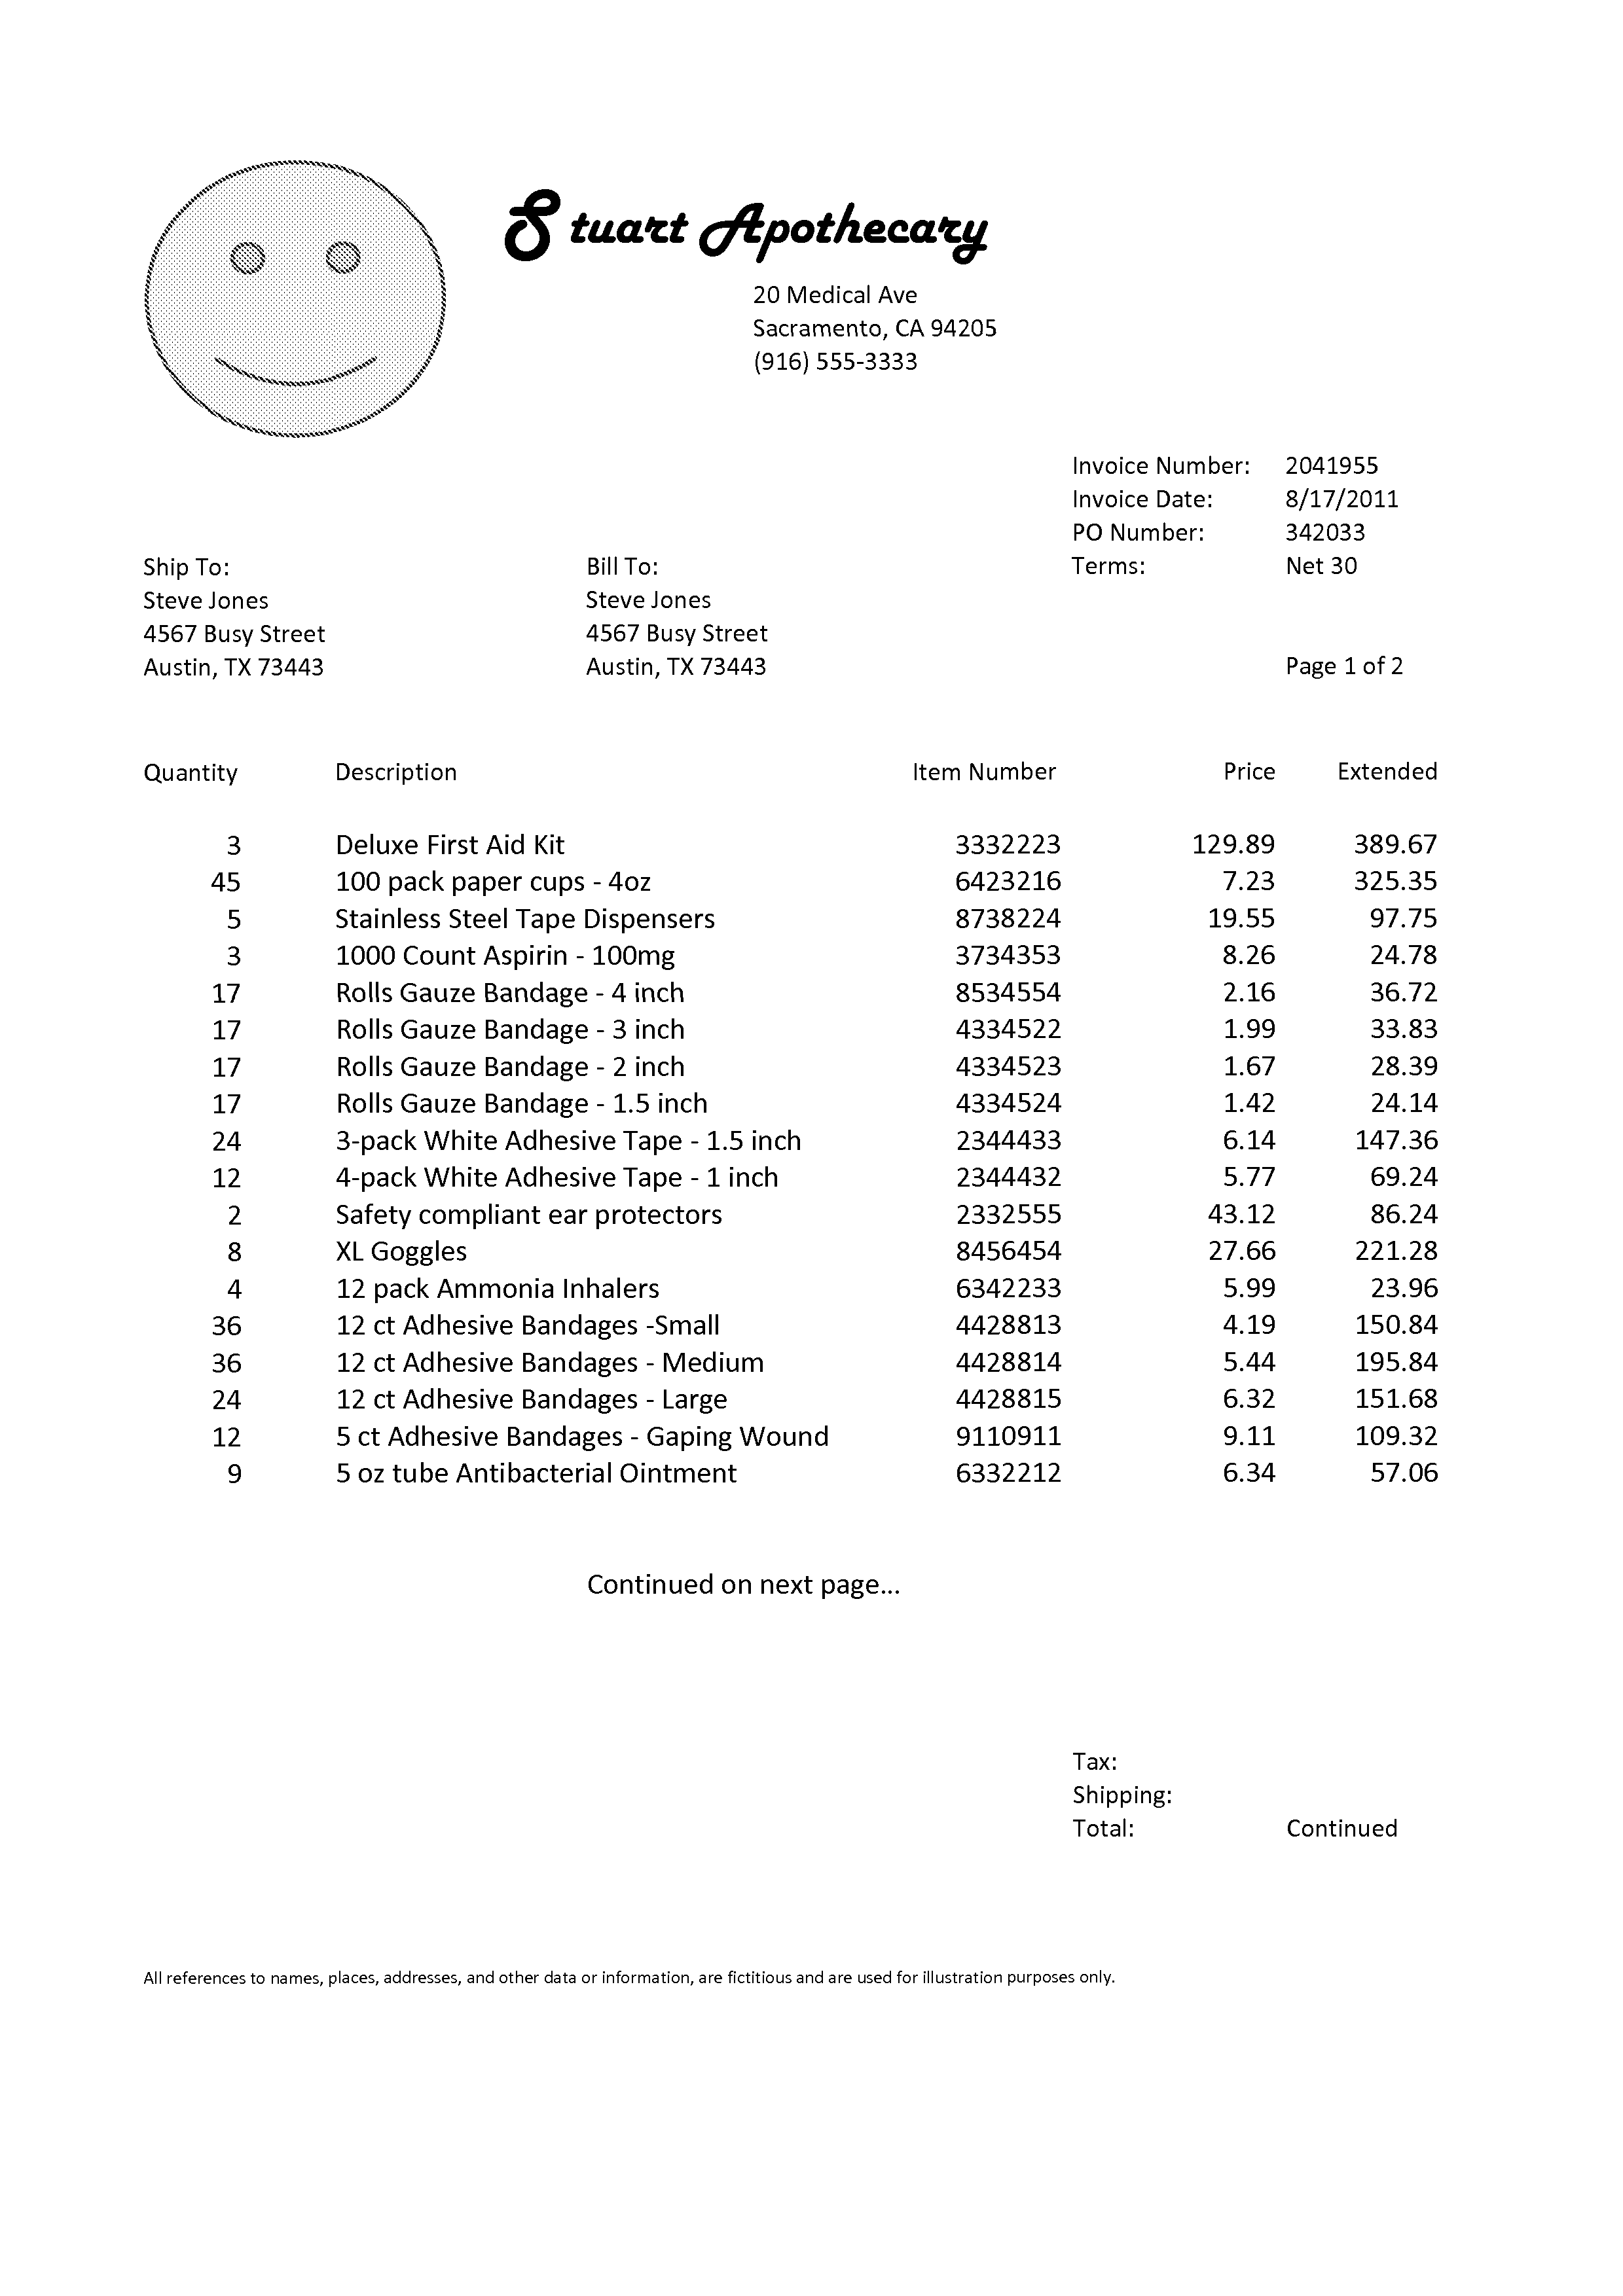 Stuart Apothecary
20 Medical Ave
Sacramento, CA 94205
(916) 555-3333
Invoice Number: 2041955
Invoice Date: 8/17/2011
PO Number: 342033
Terms: Net 30
Ship To:
Steve Jones
4567 Busy Street
Austin, TX 73443
Bill To:
Steve Jones
4567 Busy Street
Austin, TX 73443
Page 1 of 2
Quantity Description Item Number Price Extended
3 Deluxe First Aid Kit 3332223 129.89 389.67
45 100 pack paper cups - 4oz 6423216 7.23 325.35
5 Stainless Steel Tape Dispensers 8738224 19.55 97.75
3 1000 Count Aspirin - 100mg 3734353 8.26 24.78
17 Rolls Gauze Bandage - 4 inch 8534554 2.16 36.72
17 Rolls Gauze Bandage - 3 inch 4334522 1.99 33.83
17 Rolls Gauze Bandage - 2 inch 4334523 1.67 28.39
17 Rolls Gauze Bandage - 1.5 inch 4334524 1.42 24.14
24 3-pack White Adhesive Tape - 1.5 inch 2344433 6.14 147.36
12 4-pack White Adhesive Tape - 1 inch 2344432 5.77 69.24
2 Safety compliant ear protectors 2332555 43.12 86.24
8 XL Goggles 8456454 27.66 221.28
4 12 pack Ammonia Inhalers 6342233 5.99 23.96
36 12 ct Adhesive Bandages -Small 4428813 4.19 150.84
36 12 ct Adhesive Bandages - Medium 4428814 5.44 195.84
24 12 ct Adhesive Bandages - Large 4428815 6.32 151.68
12 5 ct Adhesive Bandages - Gaping Wound 9110911 9.11 109.32
9 5 oz tube Antibacterial Ointment 6332212 6.34 57.06
Continued on next page...
Tax:
Shipping:
Total: Continued
All references to names, places, addresses, and other data or information, are fictitious and are used for illustration purposes only.